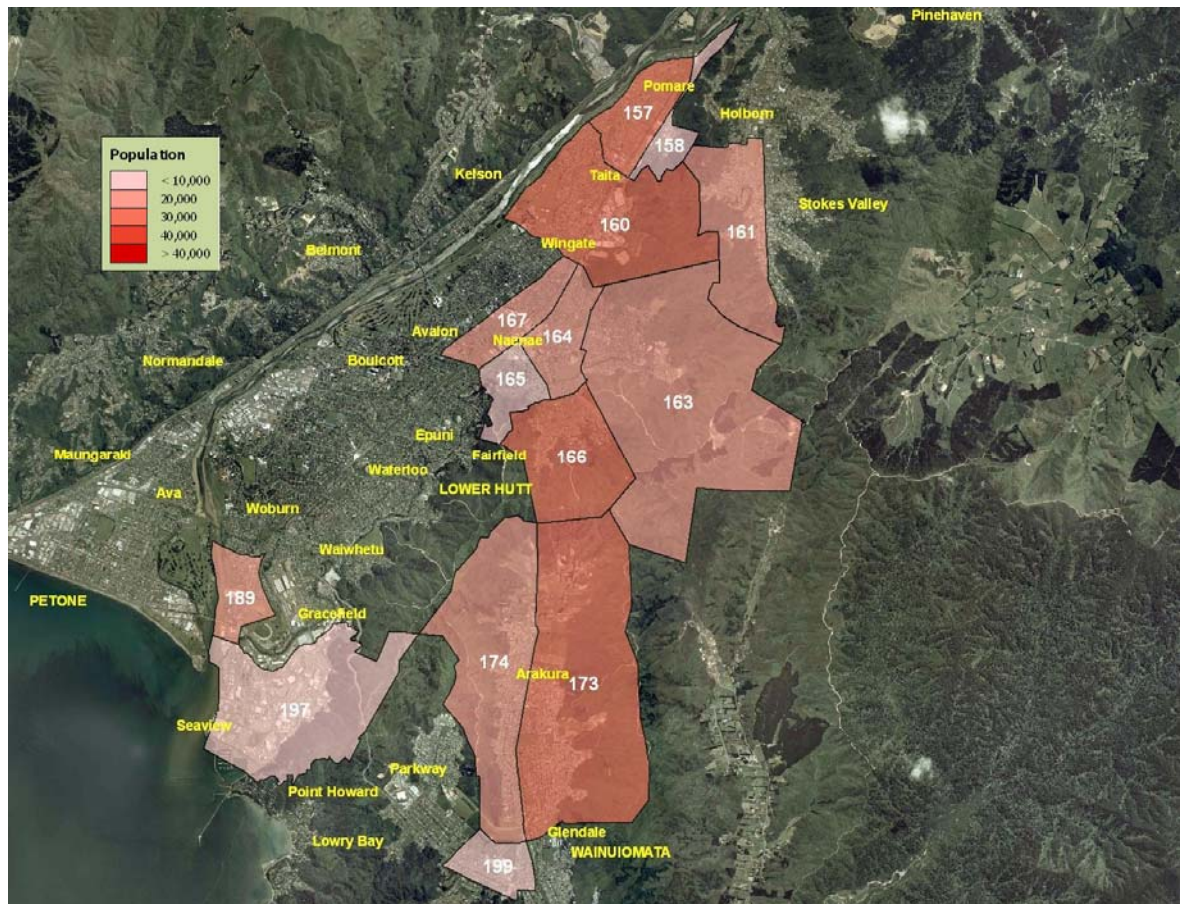 Pinehaven
Pomare
157
Holborn
158
Population
< 10,000
20,000
30,000
40,000
> 40,000
Kelson
Taita
Stokes Valley
160
161
Wingate
Belmont
167
Avalon
Naenae
164
Normandale
Boulcott
165
163
Epuni
Maungaraki
Fairfield
166
Waterloo
LOWER HUTT
Ava
Woburn
Waiwhetu
PETONE
189
Gracefield
174
Arakura
173
197
Seaview
Parkway
Point Howard
Glendale
Lowry Bay
WAINUIOMATA
199